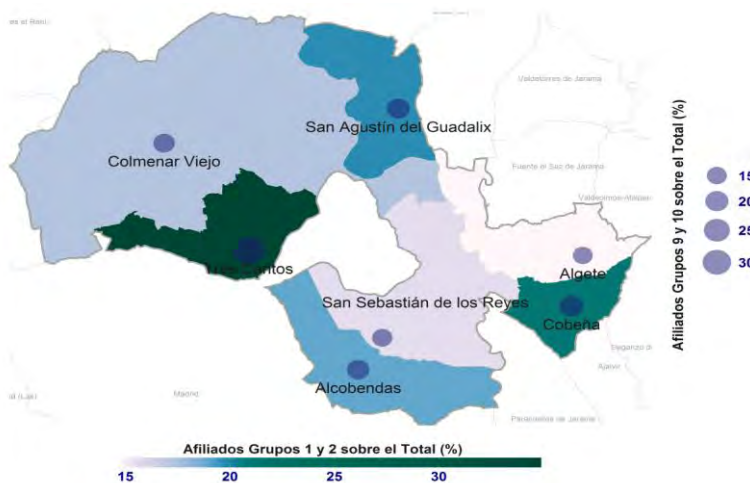 Valdetorres de Jarama
San Agustín del Guadalix
Colmenar Viejo
Fuente el Saz de Jarama
Tres Cantos
Algete
San Sebastián de los Reyes
Cobeña
Alcobendas
Ajalvir
Madrid
Paracuellos de Jarama
Afiliados Grupos 9 y 10 sobre el Total (%)
15
20
25
30
Afiliados Grupos 1 y 2 sobre el Total (%)
15 20 25 30